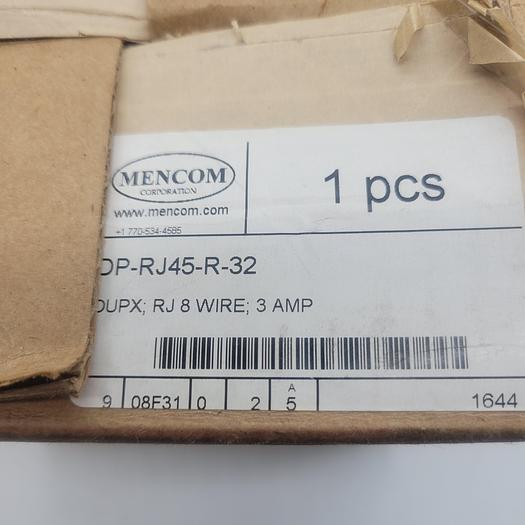 MENCOM
CORPORATION
www.mencom.com
+1 770-534-4585
1 pcs
DP-RJ45-R-32
DUPX; RJ 8 WIRE; 3 AMP
A
9 08F31 0 2 5 1644